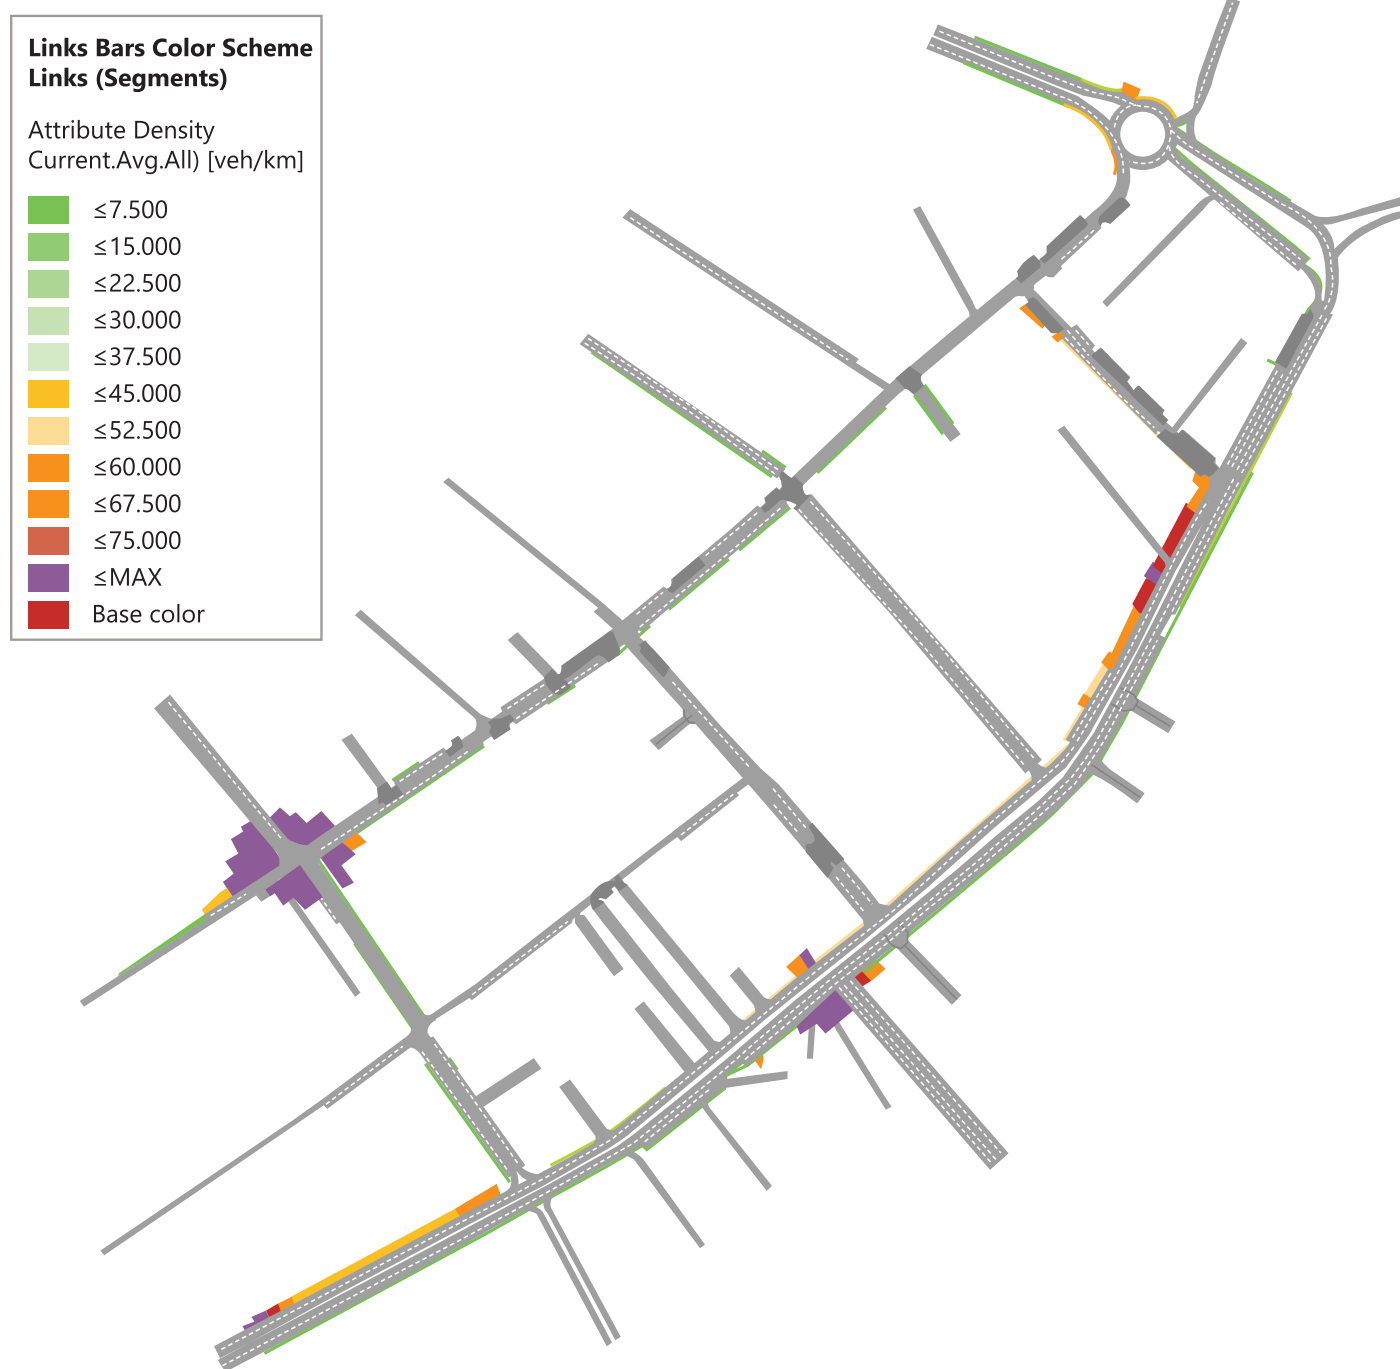 Links Bars Color Scheme
Links (Segments)
Attribute Density
Current.Avg.All) [veh/km]
≤7.500
≤15.000
≤22.500
≤30.000
≤37.500
≤45.000
≤52.500
≤60.000
≤67.500
≤75.000
≤MAX
Base color